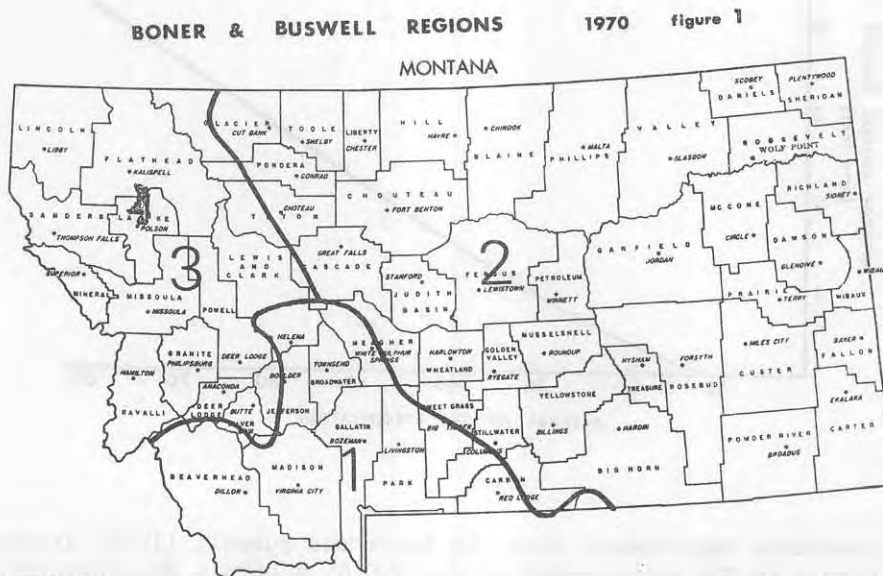 BONER & BUSWELL REGIONS 1970 figure 1
MONTANA
LINCOLN
LIBBY
FLATHEAD
KALISPELL
GLACIER
CUT BANK
TOOLE
SHELBY
LIBERTY
CHESTER
HILL
HAVRE
CHINOOK
BLAINE
PHILLIPS
MALTA
VALLEY
GLASGOW
SCOBEY
DANIELS
PLENTYWOOD
SHERIDAN
ROOSEVELT
WOLF POINT
PONDERA
CONRAD
CHOUTEAU
FORT BENTON
CHOTEAU
TETON
RICHLAND
SIDNEY
MCCONE
CIRCLE
DAWSON
GLENDIVE
GARFIELD
JORDAN
WIBAUX
WIBAUX
PRAIRIE
TERRY
4
SANDERS
THOMPSON FALLS
LAKE
POLSON
3
SUPERIOR
MINERAL
MISSOULA
MISSOULA
POWELL
LEWIS
AND
CLARK
GREAT FALLS
CASCADE
STANFORD
JUDITH
BASIN
2
FERGUS
LEWISTOWN
PETROLEUM
WINNETT
GRANITE
PHILIPSBURG
DEER LODGE
HELENA
TOWNSEND
BROADWATER
MEAGHER
WHITE SULPHUR
SPRINGS
HARLOWTON
WHEATLAND
GOLDEN
VALLEY
RYEGATE
MUSSELSHELL
ROUNDUP
HYSHAM
TREASURE
FORSYTH
ROSEBUD
MILES CITY
CUSTER
BAKER
FALLON
EKALAKA
CARTER
HAMILTON
RAVALLI
ANACONDA
DEER
LODGE
BUTTE
SILVER
BOW
BOULDER
JEFFERSON
GALLATIN
BOZEMAN
1
LIVINGSTON
PARK
SWEET GRASS
BIG TIMBER
STILLWATER
COLUMBUS
YELLOWSTONE
BILLINGS
HARDIN
BIG HORN
POWDER RIVER
BROADUS
CARBON
RED LODGE
BEAVERHEAD
DILLON
MADISON
VIRGINIA CITY